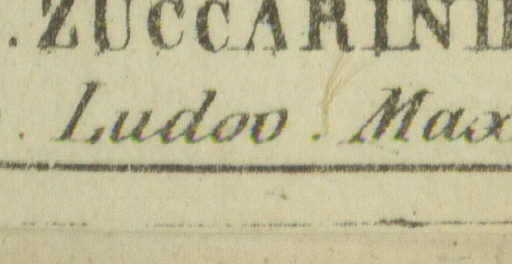 . ZUCCARINI
. Ludov . Max